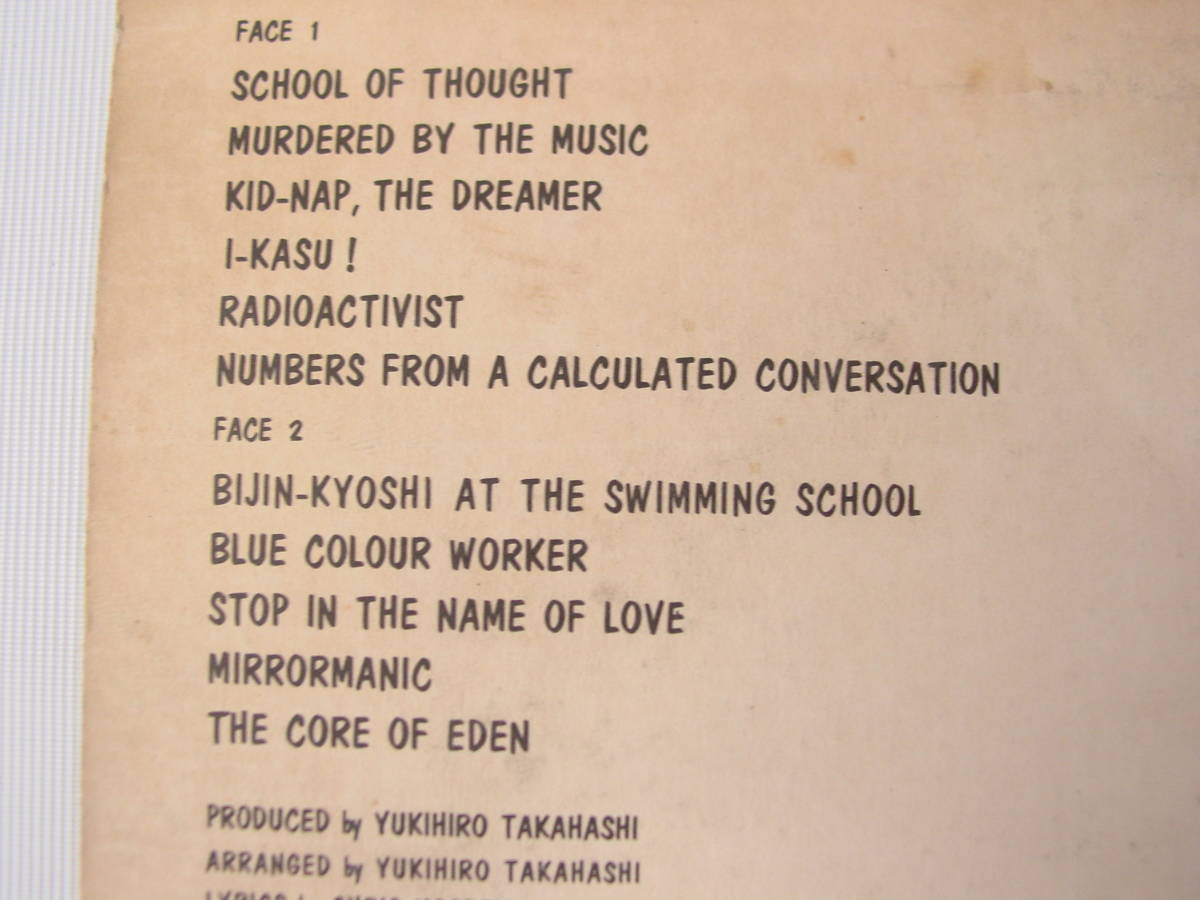 FACE 1
SCHOOL OF THOUGHT
MURDERED BY THE MUSIC
KID-NAP, THE DREAMER
I-KASU !
RADIOACTIVIST
NUMBERS FROM A CALCULATED CONVERSATION
FACE 2
BIJIN-KYOSHI AT THE SWIMMING SCHOOL
BLUE COLOUR WORKER
STOP IN THE NAME OF LOVE
MIRRORMANIC
THE CORE OF EDEN
PRODUCED by YUKIHIRO TAKAHASHI
ARRANGED by YUKIHIRO TAKAHASHI